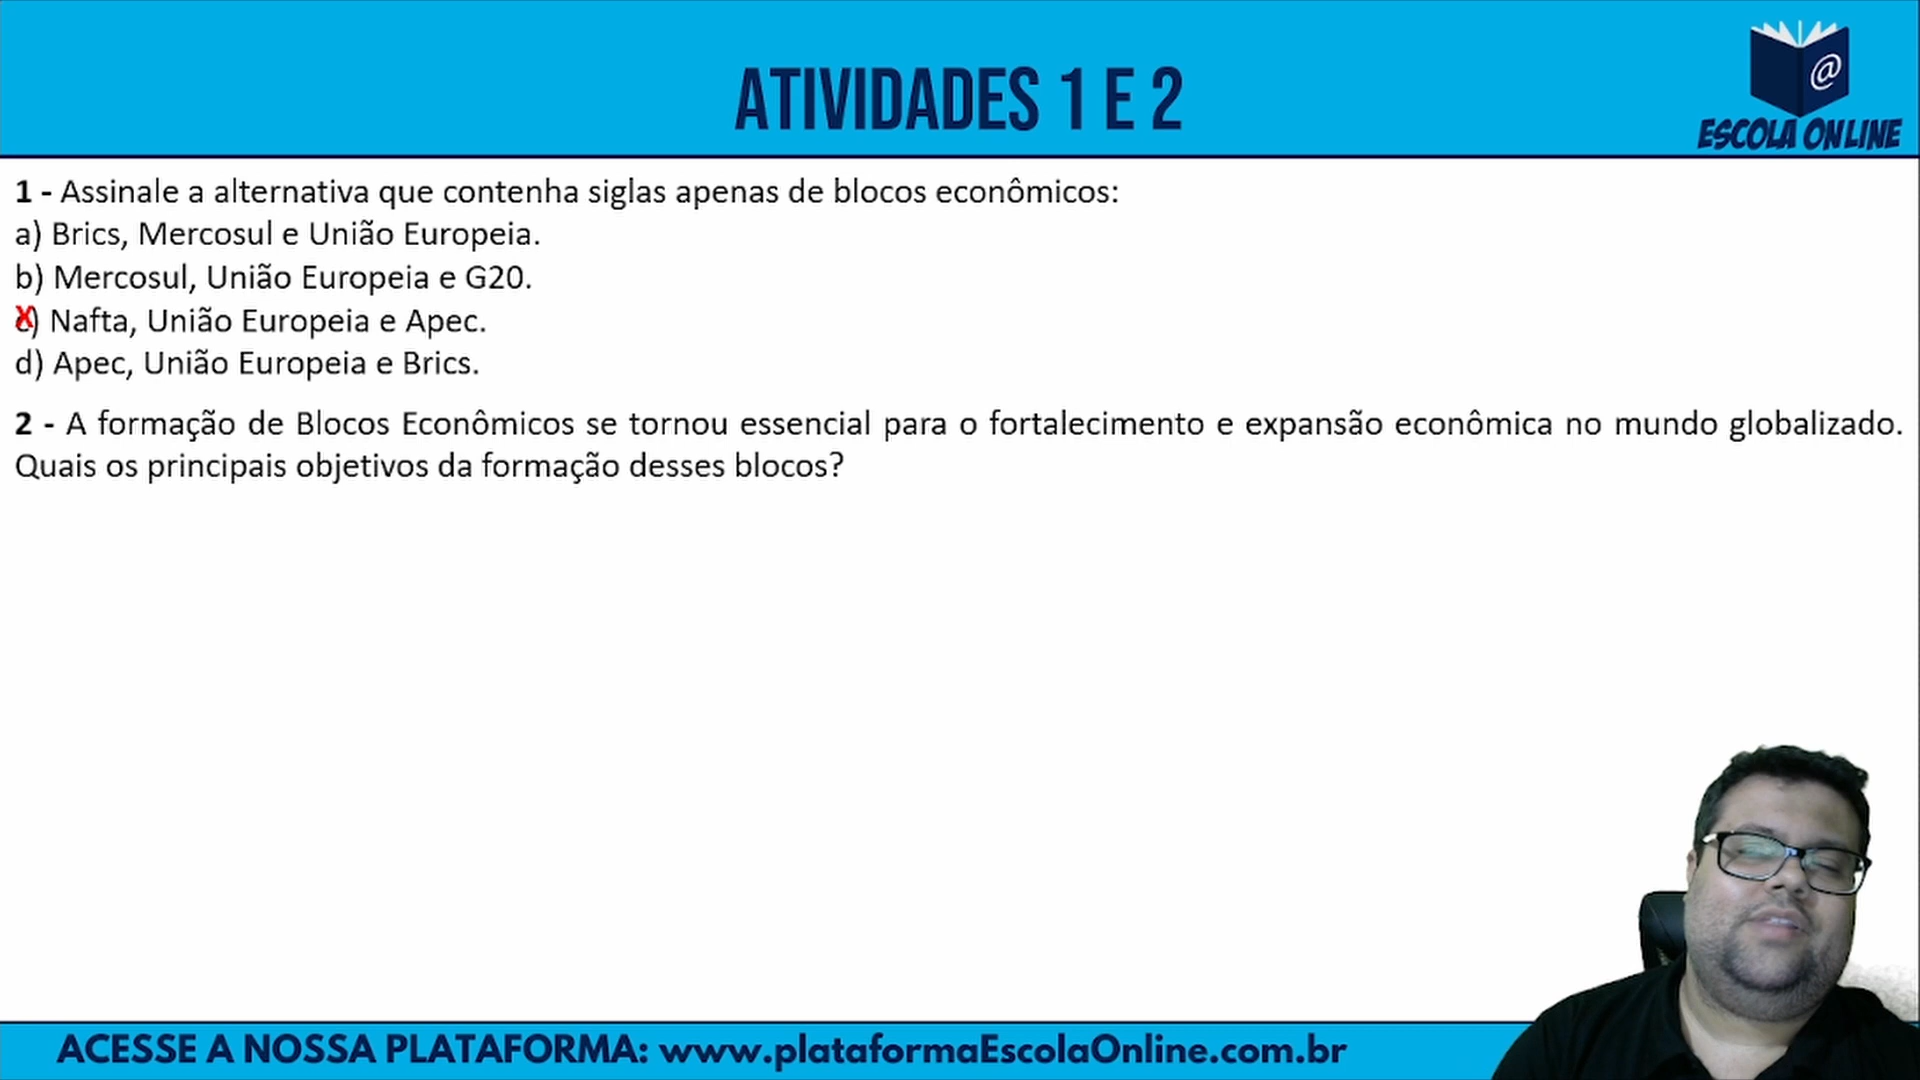 ATIVIDADES 1 E 2
@
ESCOLA ONLINE
1 - Assinale a alternativa que contenha siglas apenas de blocos econômicos:
a) Brics, Mercosul e União Europeia.
b) Mercosul, União Europeia e G20.
c) Nafta, União Europeia e Apec.
d) Apec, União Europeia e Brics.
2 - A formação de Blocos Econômicos se tornou essencial para o fortalecimento e expansão econômica no mundo globalizado.
Quais os principais objetivos da formação desses blocos?
ACESSE A NOSSA PLATAFORMA: www.plataformaEscolaOnline.com.br